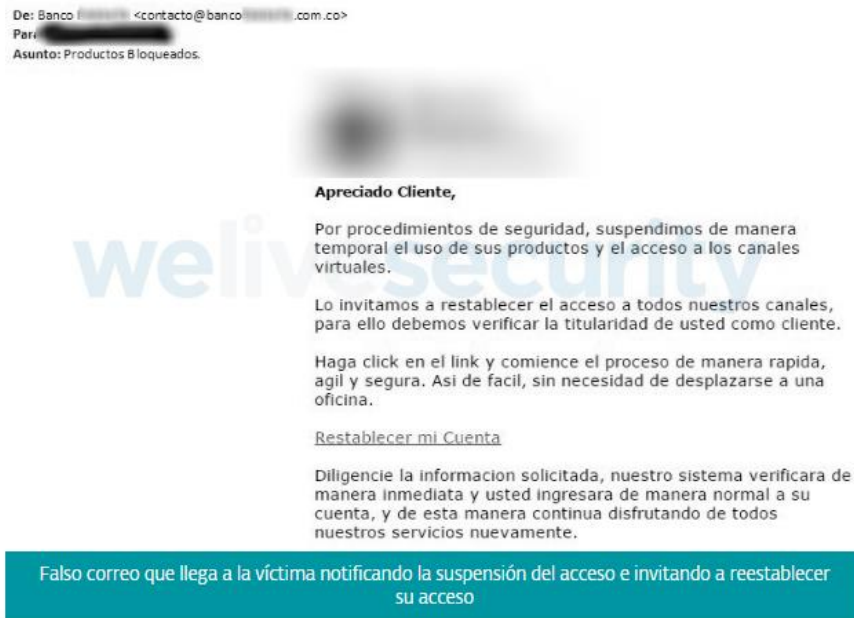 De: Banco <contacto@banco .com.co>
Para
Asunto: Productos Bloqueados.
Apreciado Cliente,
Por procedimientos de seguridad, suspendimos de manera
temporal el uso de sus productos y el acceso a los canales
virtuales.
welivesecurity
Lo invitamos a restablecer el acceso a todos nuestros canales,
para ello debemos verificar la titularidad de usted como cliente.
Haga click en el link y comience el proceso de manera rapida,
agil y segura. Asi de facil, sin necesidad de desplazarse a una
oficina.
Restablecer mi Cuenta
Diligencie la informacion solicitada, nuestro sistema verificara de
manera inmediata y usted ingresara de manera normal a su
cuenta, y de esta manera continua disfrutando de todos
nuestros servicios nuevamente.
Falso correo que llega a la víctima notificando la suspensión del acceso e invitando a reestablecer
su acceso